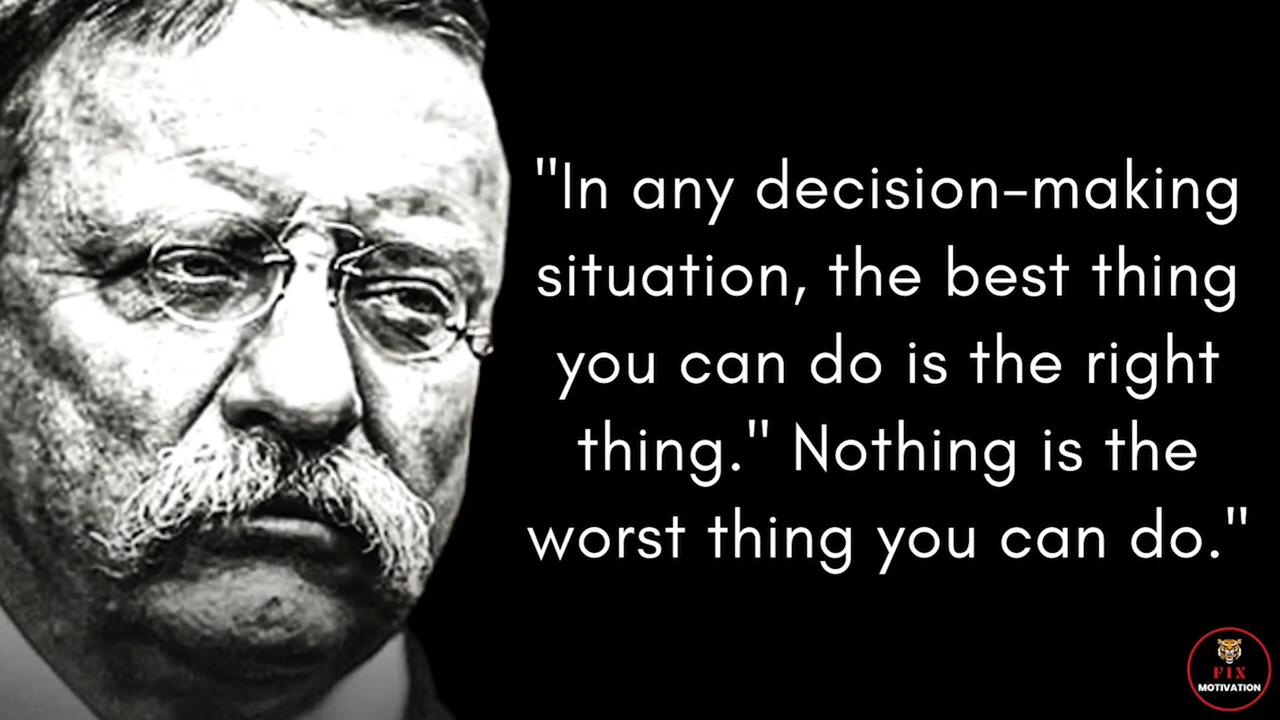 "In any decision-making
situation, the best thing
you can do is the right
thing." Nothing is the
worst thing you can do."
FIX
MOTIVATION